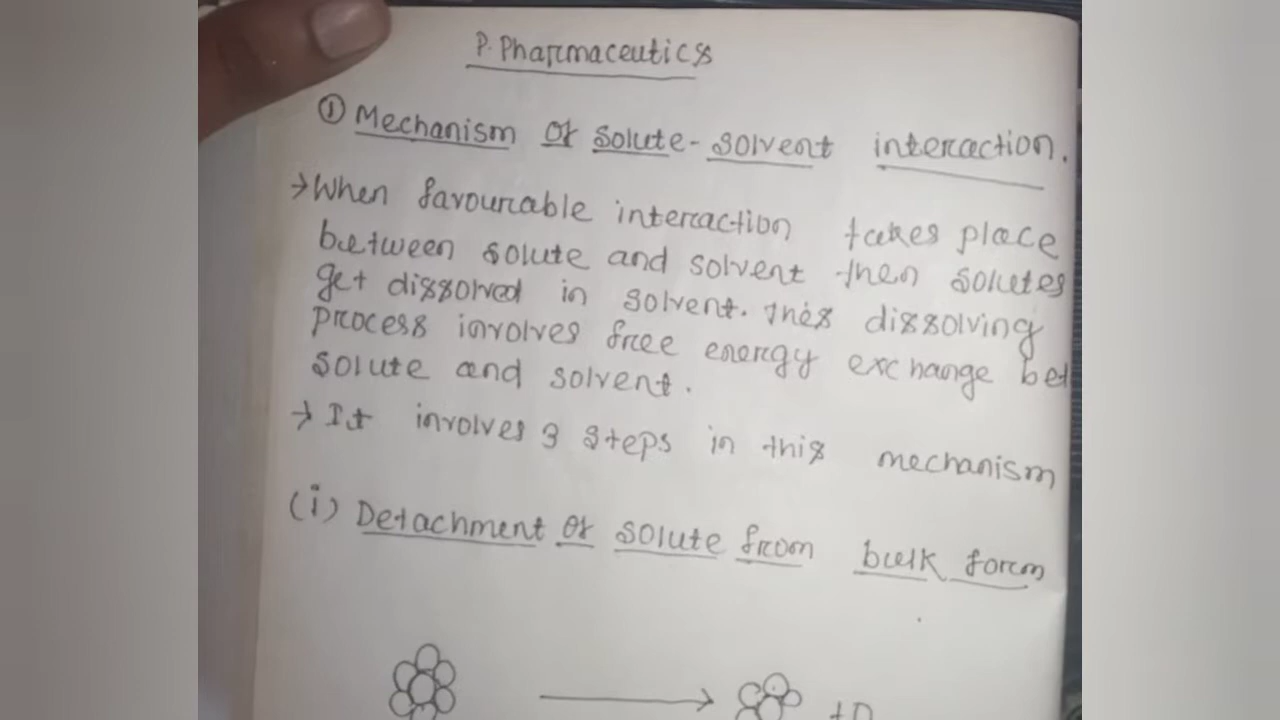 P. Pharmaceutics
① Mechanism of solute-solvent interaction.
→ When favourable interaction takes place
between solute and solvent then solutes
get dissolved in solvent. This dissolving
process involves free energy exchange bet
solute and solvent.
→ It involves 3 steps in this mechanism
(i) Detachment of solute from bulk form